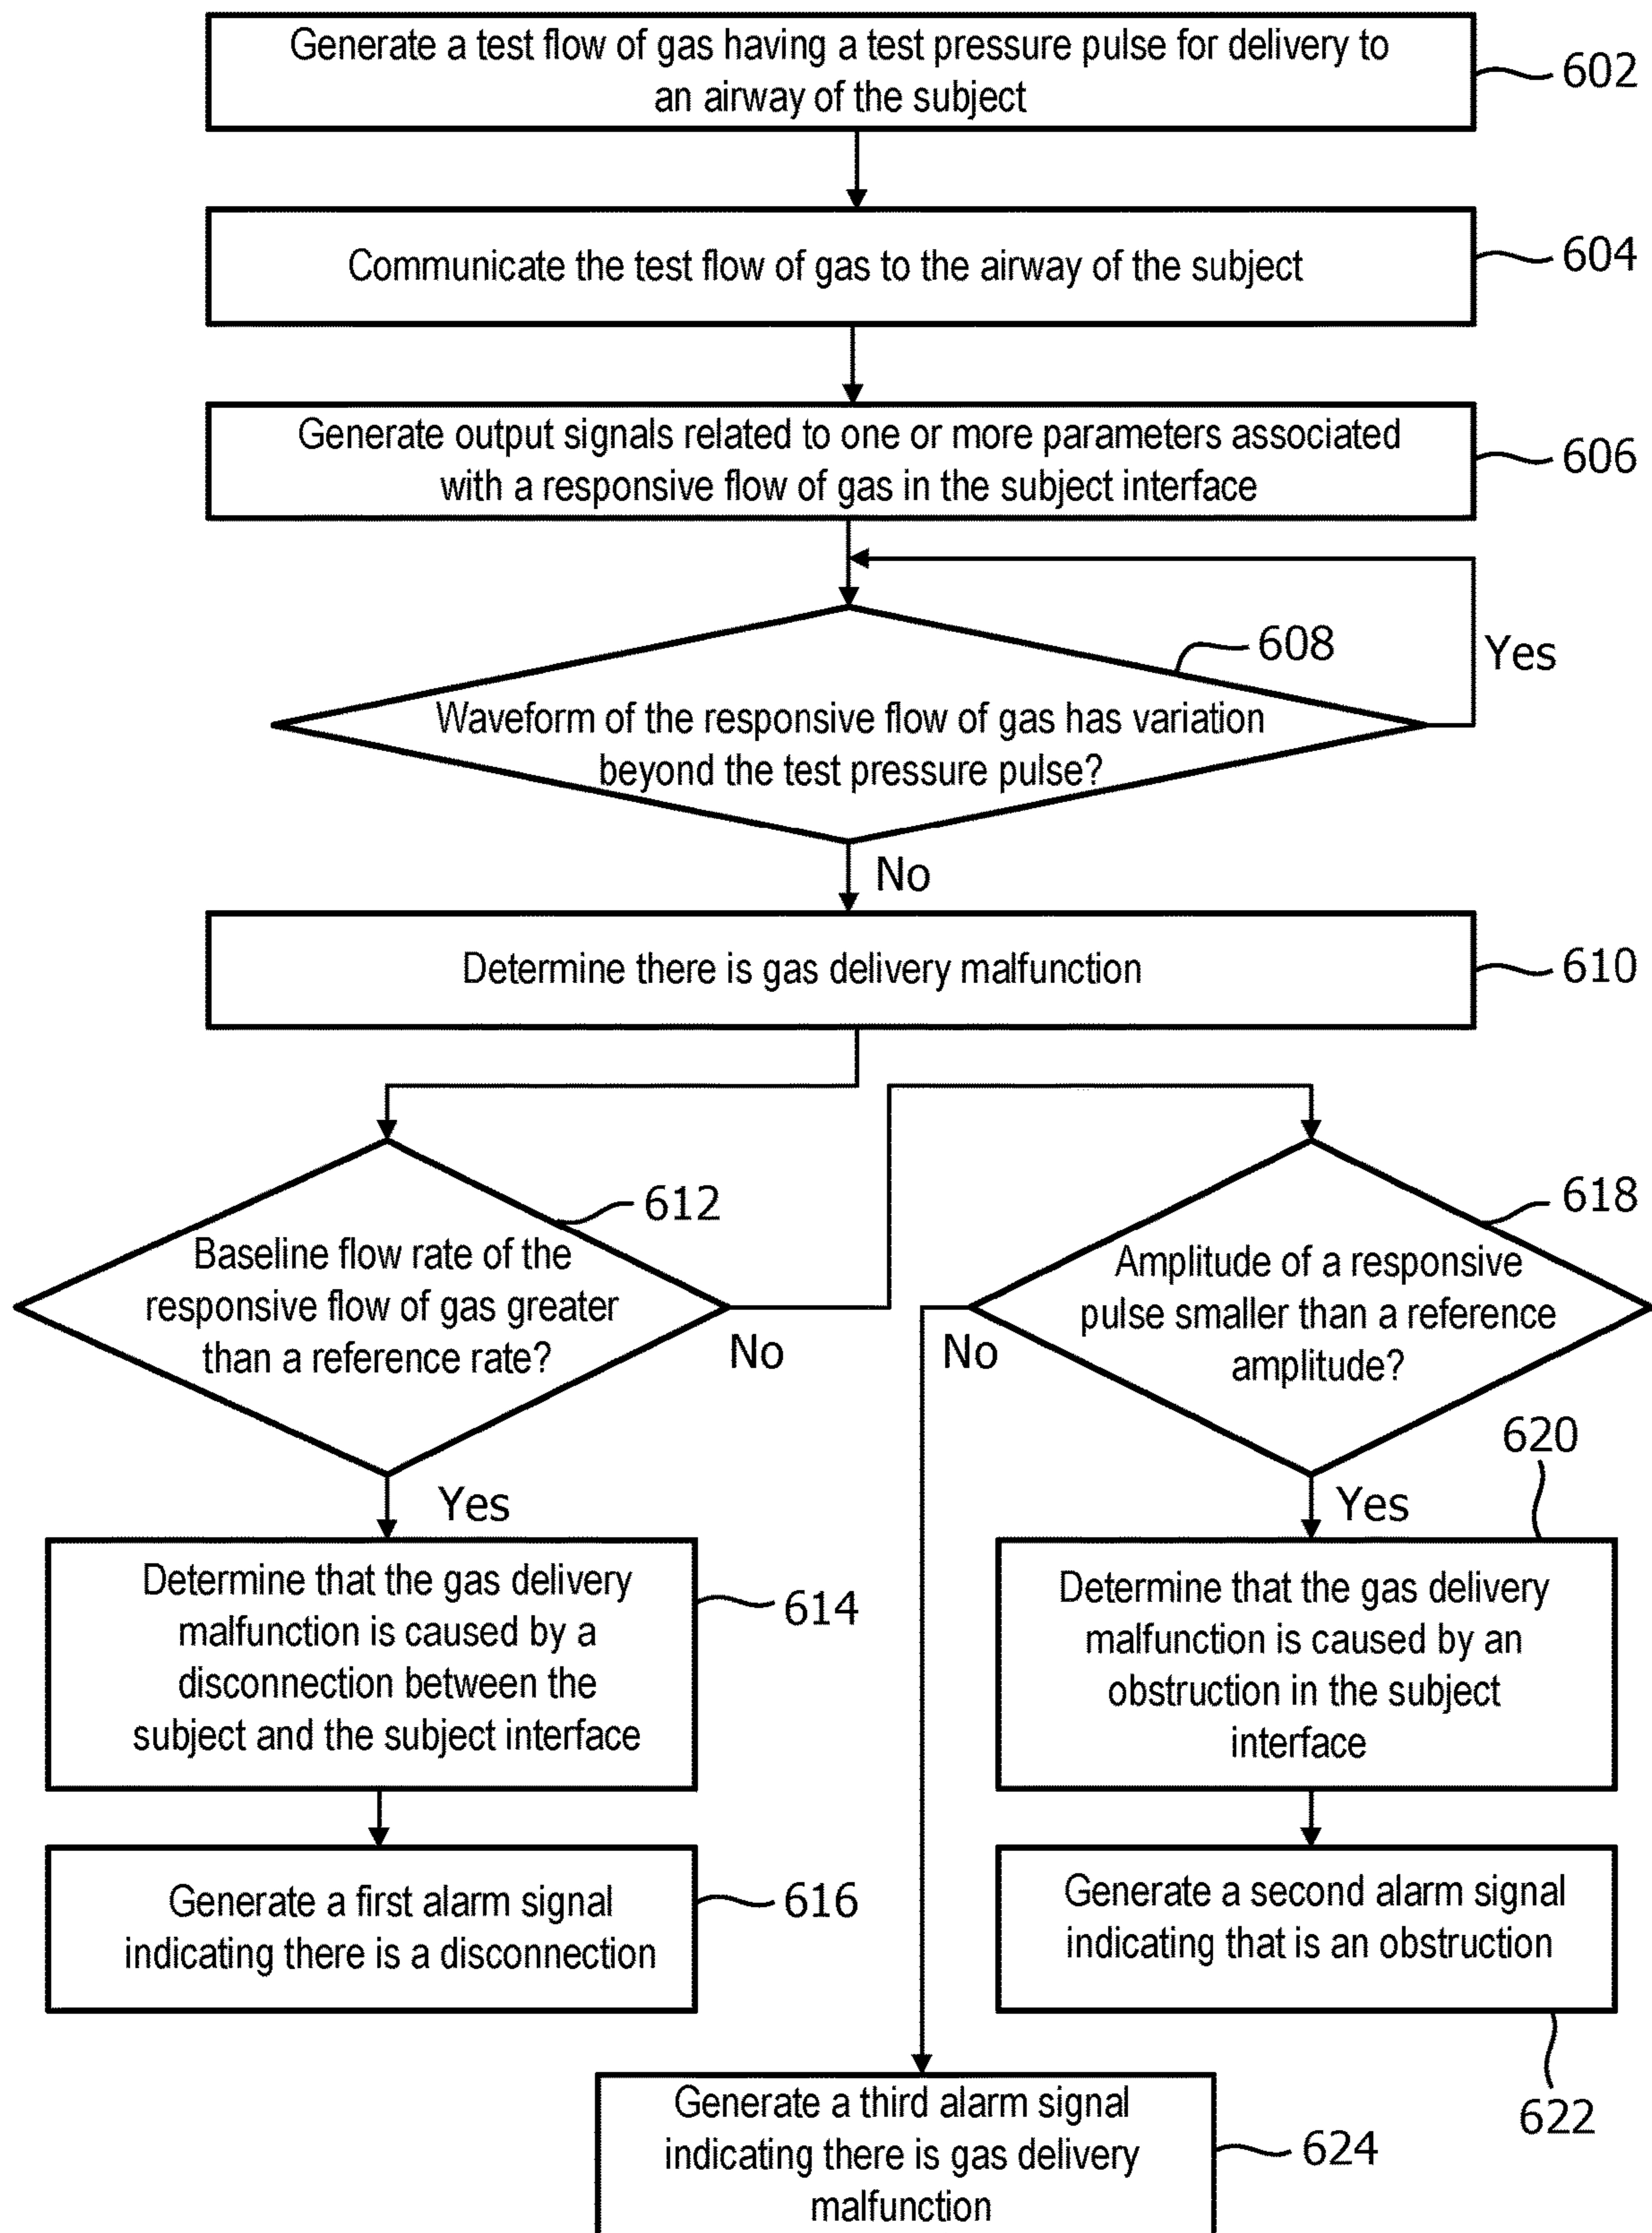 Generate a test flow of gas having a test pressure pulse for delivery to
an airway of the subject
602
Communicate the test flow of gas to the airway of the subject
604
Generate output signals related to one or more parameters associated
with a responsive flow of gas in the subject interface
606
608
Yes
Waveform of the responsive flow of gas has variation
beyond the test pressure pulse?
No
Determine there is gas delivery malfunction
610
612
Baseline flow rate of the
responsive flow of gas greater
than a reference rate?
No
Yes
618
Amplitude of a responsive
pulse smaller than a reference
amplitude?
No
Yes
Determine that the gas delivery
malfunction is caused by a
disconnection between the
subject and the subject interface
614
Generate a first alarm signal
indicating there is a disconnection
616
620
Determine that the gas delivery
malfunction is caused by an
obstruction in the subject
interface
Generate a second alarm signal
indicating that is an obstruction
622
Generate a third alarm signal
indicating there is gas delivery
malfunction
624